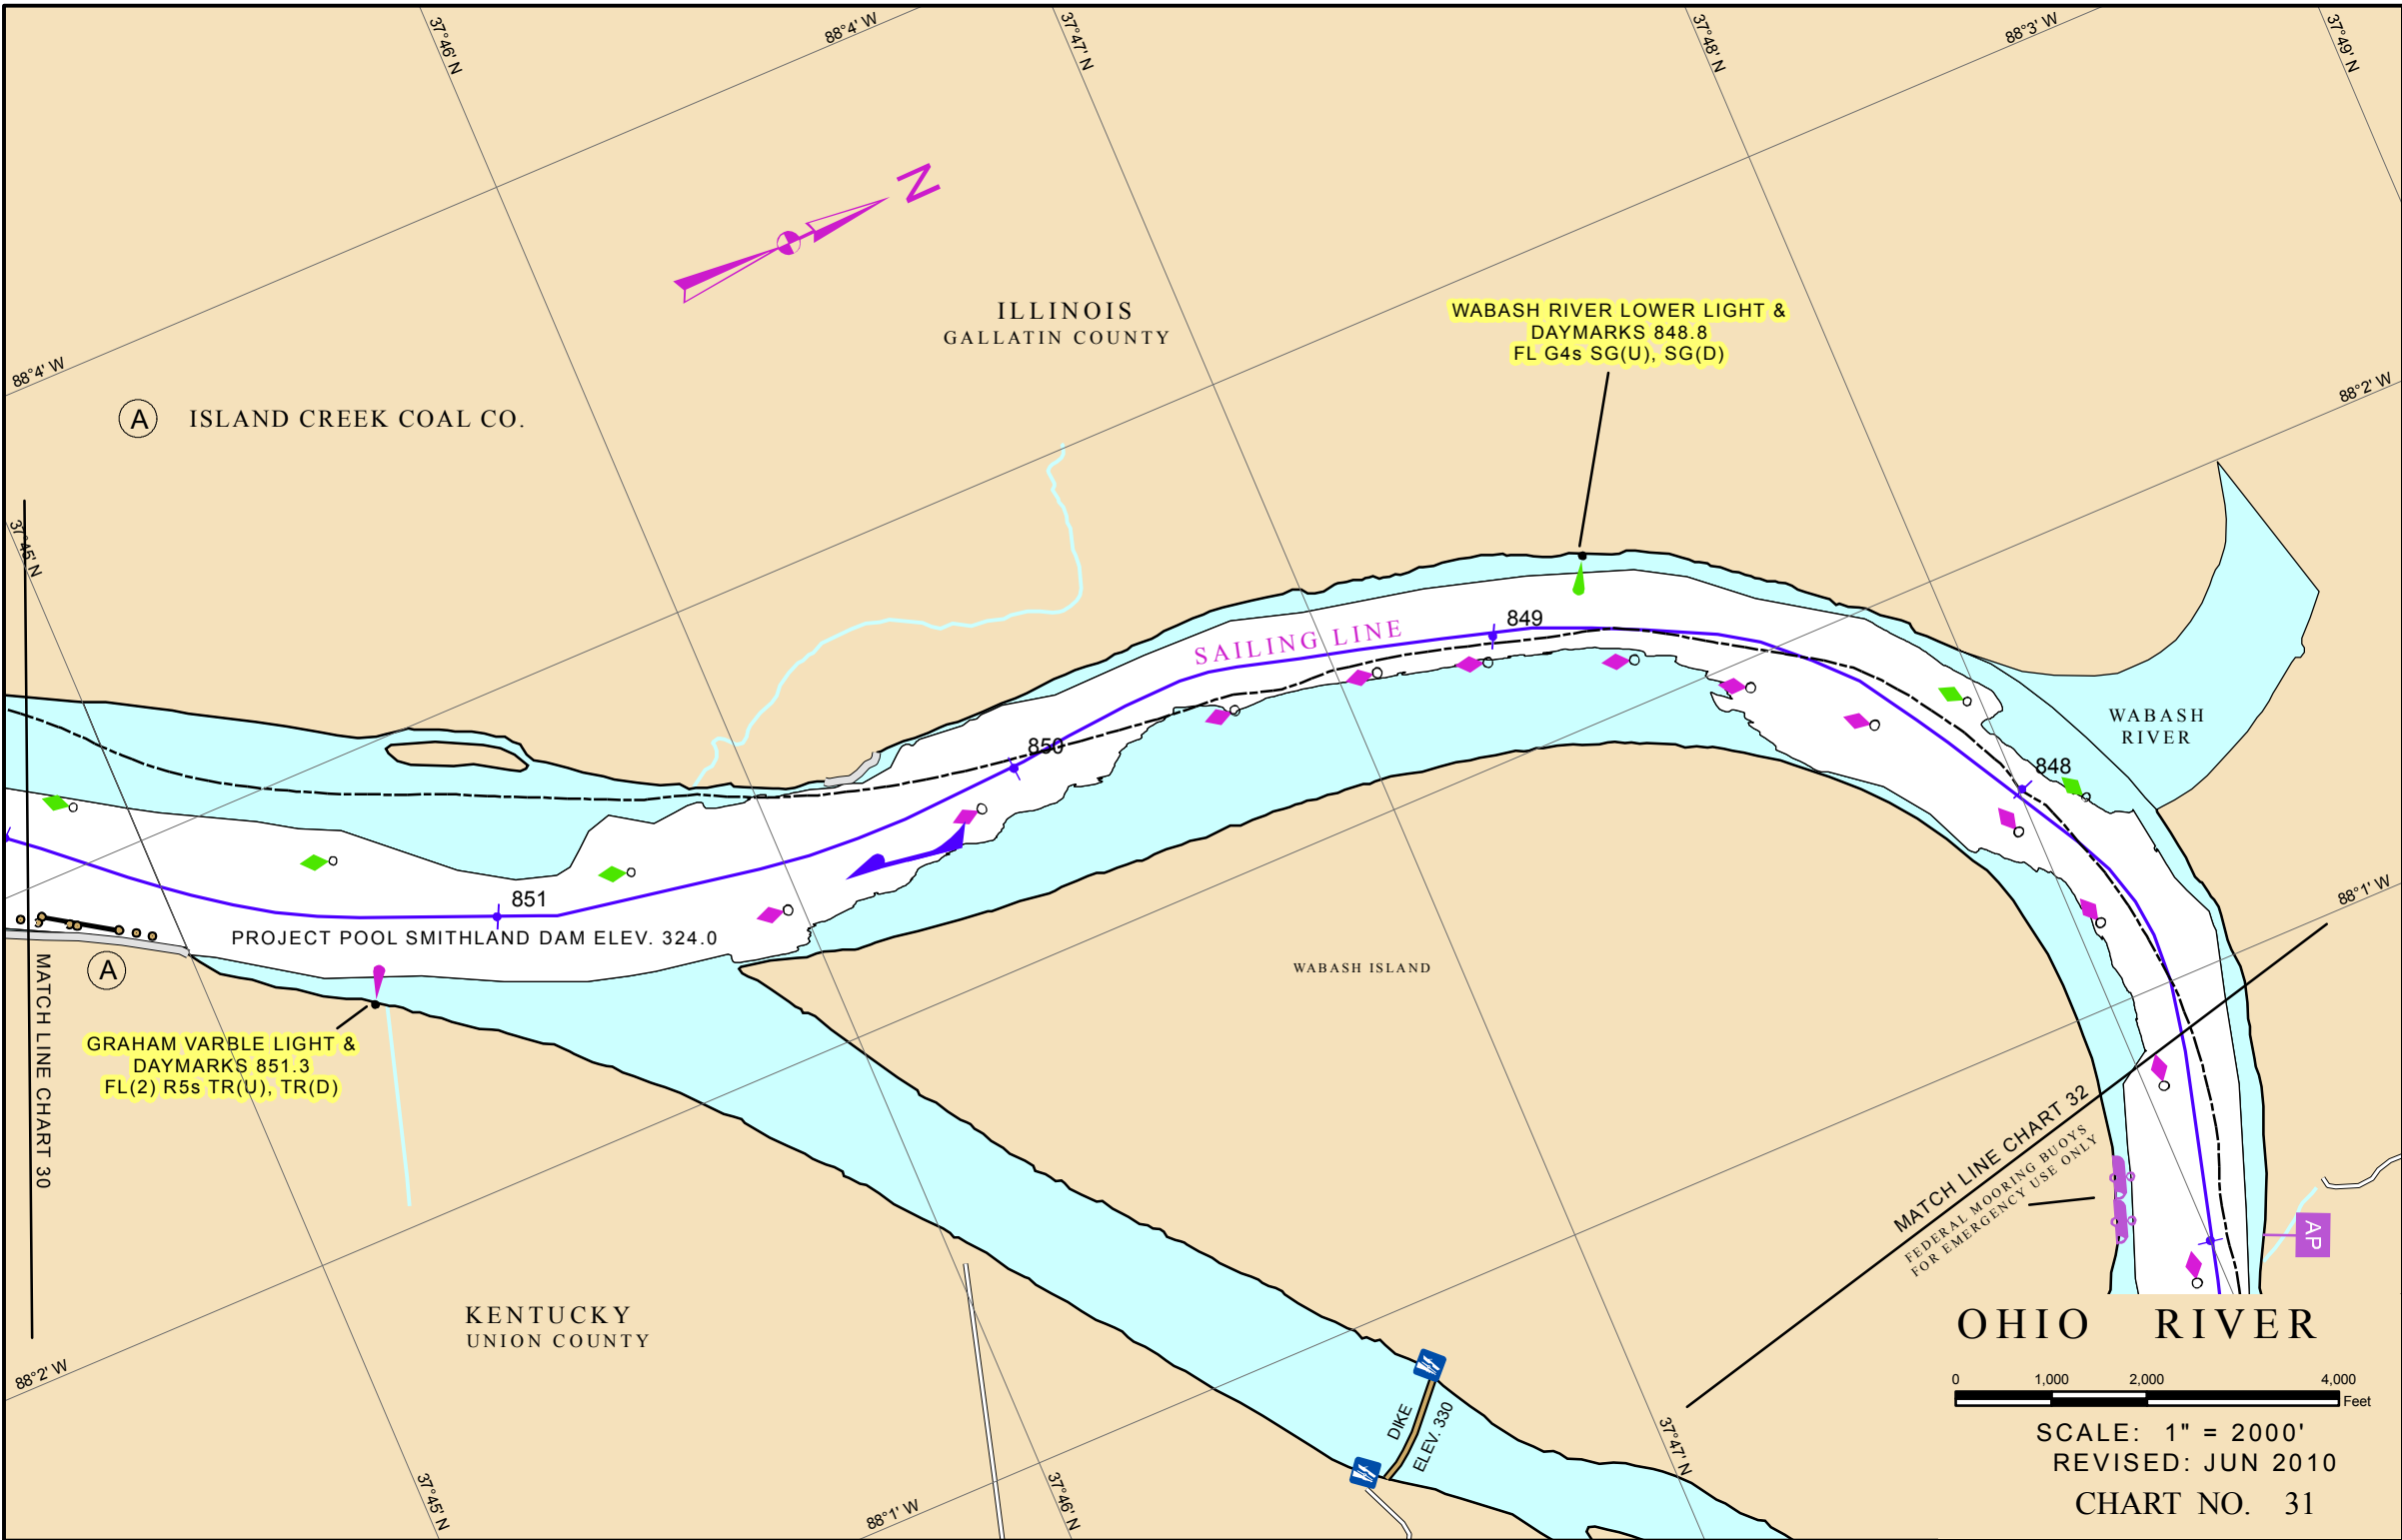 37°46' N
88°4' W
37°47' N
37°48' N
88°3' W
37°49' N
N
ILLINOIS
GALLATIN COUNTY
WABASH RIVER LOWER LIGHT &
DAYMARKS 848.8
FL G4s SG(U), SG(D)
88°4' W
88°2' W
A
ISLAND CREEK COAL CO.
37°45' N
SAILING LINE
849
WABASH
RIVER
850
848
851
88°1' W
PROJECT POOL SMITHLAND DAM ELEV. 324.0
A
WABASH ISLAND
MATCH LINE CHART 30
GRAHAM VARBLE LIGHT &
DAYMARKS 851.3
FL(2) R5s TR(U), TR(D)
MATCH LINE CHART 32
FEDERAL MOORING BUOYS
FOR EMERGENCY USE ONLY
AP
KENTUCKY
UNION COUNTY
OHIO RIVER
88°2' W
0 1,000 2,000 4,000
Feet
DIKE
ELEV. 330
SCALE: 1" = 2000'
REVISED: JUN 2010
CHART NO. 31
37°45' N
88°1' W
37°46' N
37°47' N